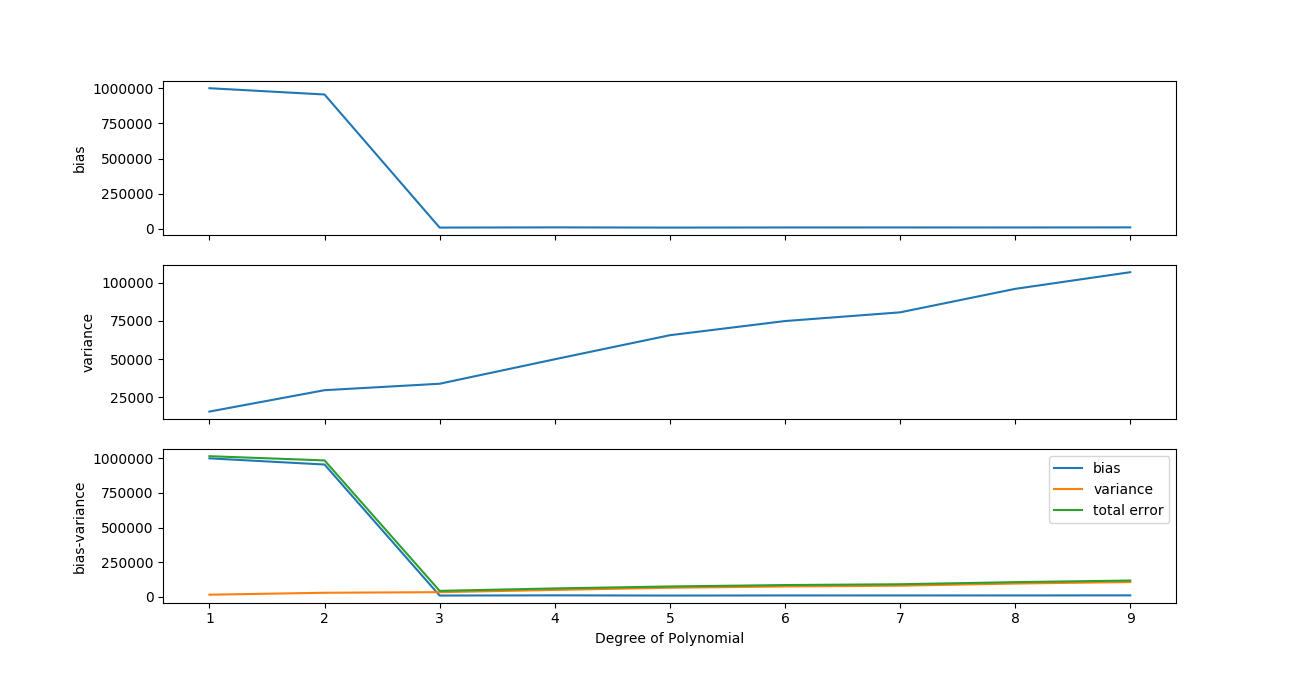 1000000
750000
500000
250000
0
bias
100000
75000
50000
25000
variance
1000000
750000
500000
250000
0
bias-variance
bias
variance
total error
1 2 3 4 5 6 7 8 9
Degree of Polynomial